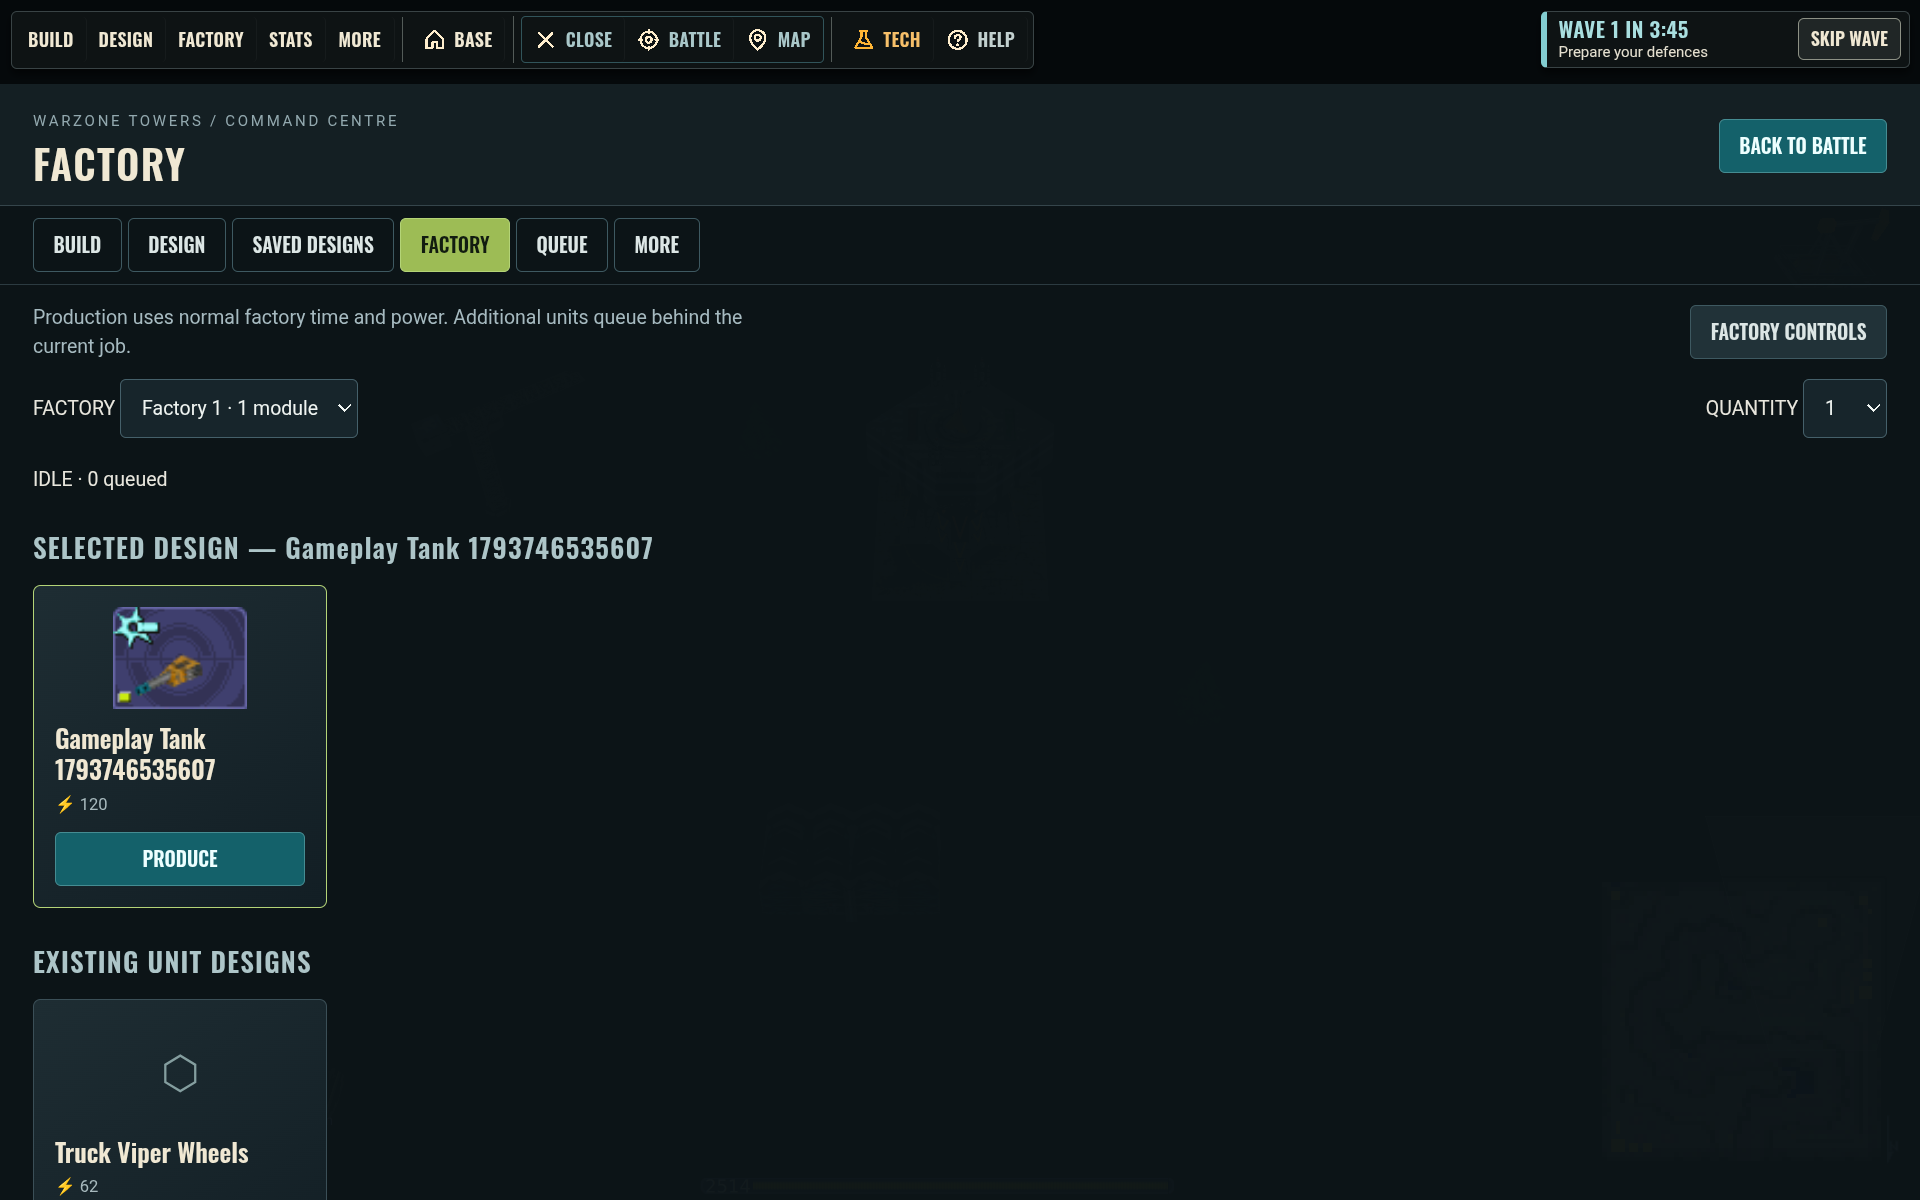 BUILD DESIGN FACTORY STATS MORE BASE CLOSE BATTLE MAP TECH HELP
WAVE 1 IN 3:45
Prepare your defences
SKIP WAVE
WARZONE TOWERS / COMMAND CENTRE
FACTORY
BACK TO BATTLE
BUILD DESIGN SAVED DESIGNS FACTORY QUEUE MORE
Production uses normal factory time and power. Additional units queue behind the
current job.
FACTORY CONTROLS
FACTORY Factory 1 · 1 module
QUANTITY 1
IDLE · 0 queued
SELECTED DESIGN — Gameplay Tank 1793746535607
Gameplay Tank
1793746535607
⚡ 120
PRODUCE
EXISTING UNIT DESIGNS
Truck Viper Wheels
⚡ 62
2514